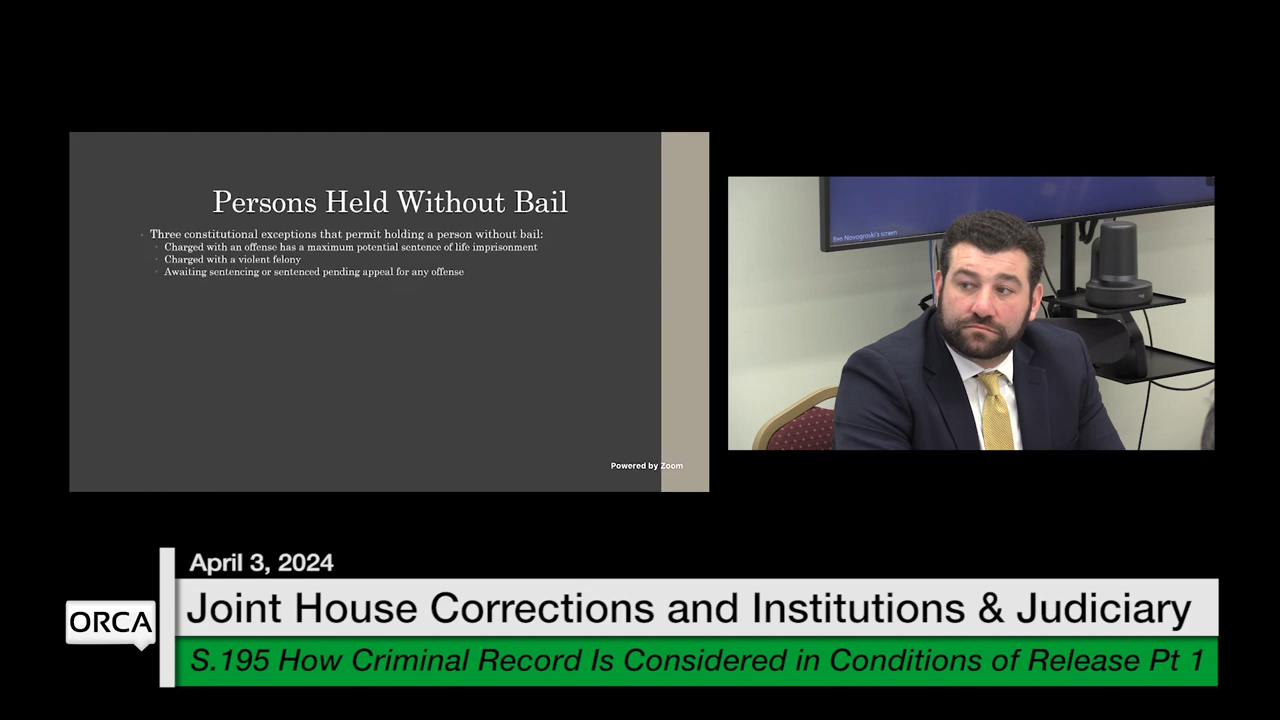 Persons Held Without Bail
Three constitutional exceptions that permit holding a person without bail:
Charged with an offense has a maximum potential sentence of life imprisonment
Charged with a violent felony
Awaiting sentencing or sentenced pending appeal for any offense
Powered by Zoom
Ben Novogroski's screen
April 3, 2024
ORCA
Joint House Corrections and Institutions & Judiciary
S.195 How Criminal Record Is Considered in Conditions of Release Pt 1